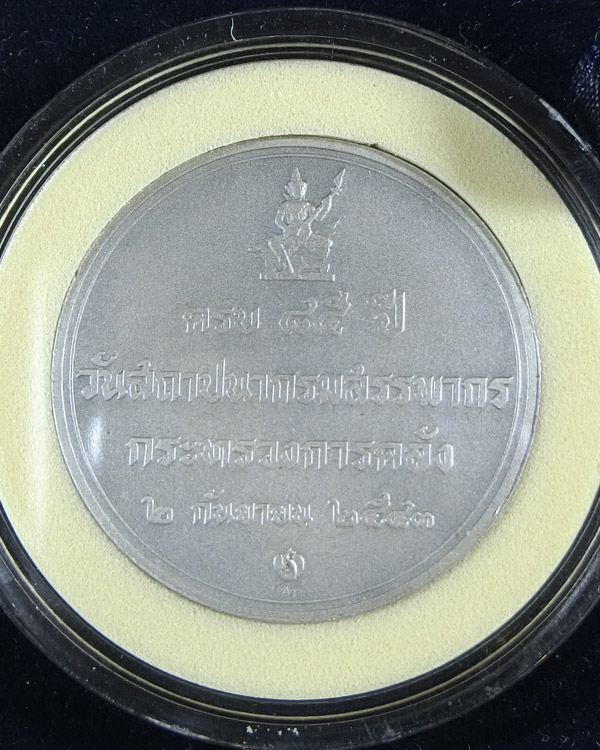 ครบ ๘๕ ปี
วันสถาปนากรมสรรพากร
กระทรวงการคลัง
๒ กันยายน ๒๕๔๓